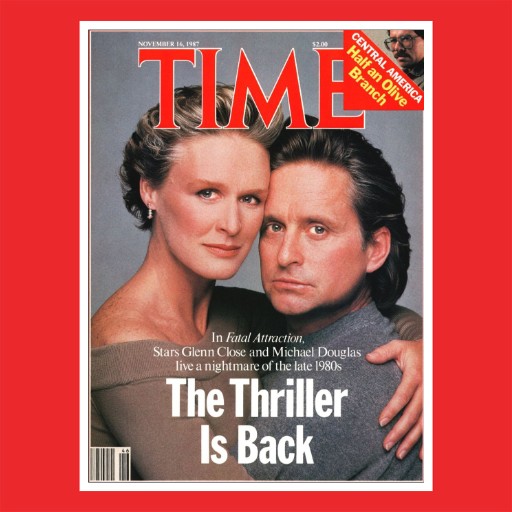 NOVEMBER 16, 1987
$2.00
TIME
CENTRAL AMERICA
Half an Olive
Branch
In Fatal Attraction,
Stars Glenn Close and Michael Douglas
live a nightmare of the late 1980s
The Thriller
Is Back
46